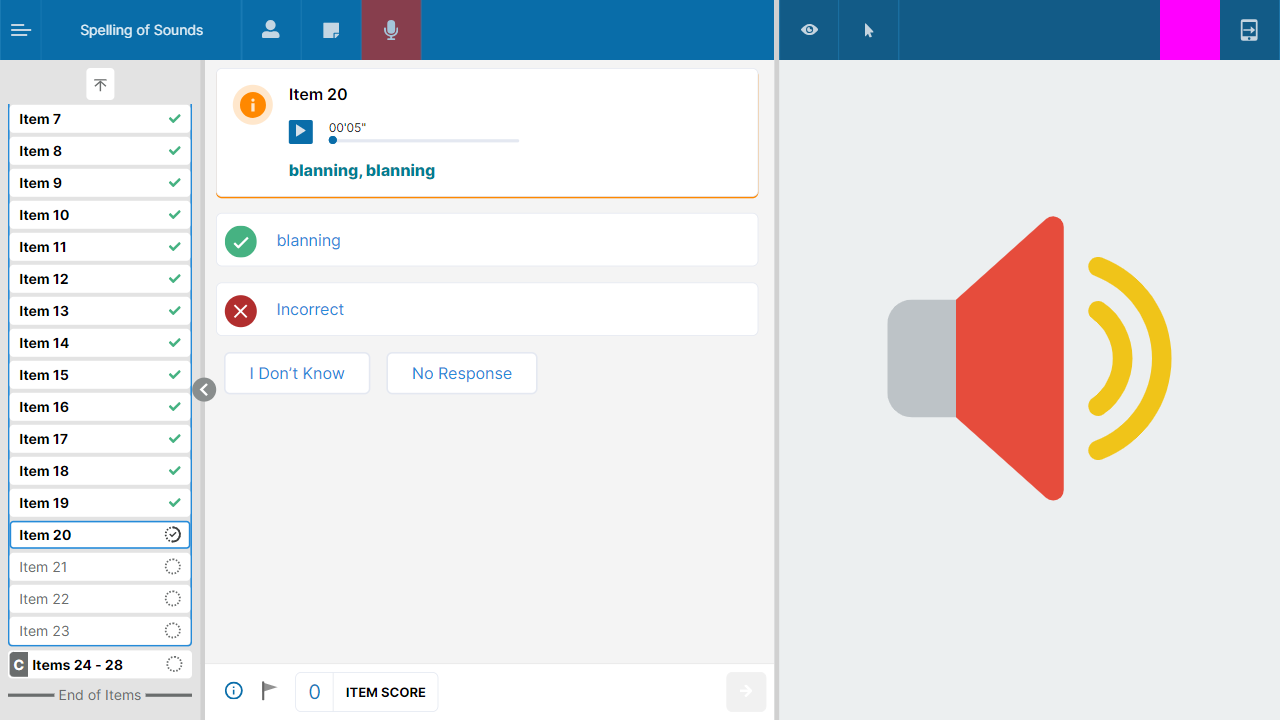 Spelling of Sounds
Item 7
Item 8
Item 9
Item 10
Item 11
Item 12
Item 13
Item 14
Item 15
Item 16
Item 17
Item 18
Item 19
Item 20
Item 21
Item 22
Item 23
C Items 24 - 28
End of Items
Item 20
00'05"
blanning, blanning
blanning
Incorrect
I Don't Know
No Response
0 ITEM SCORE